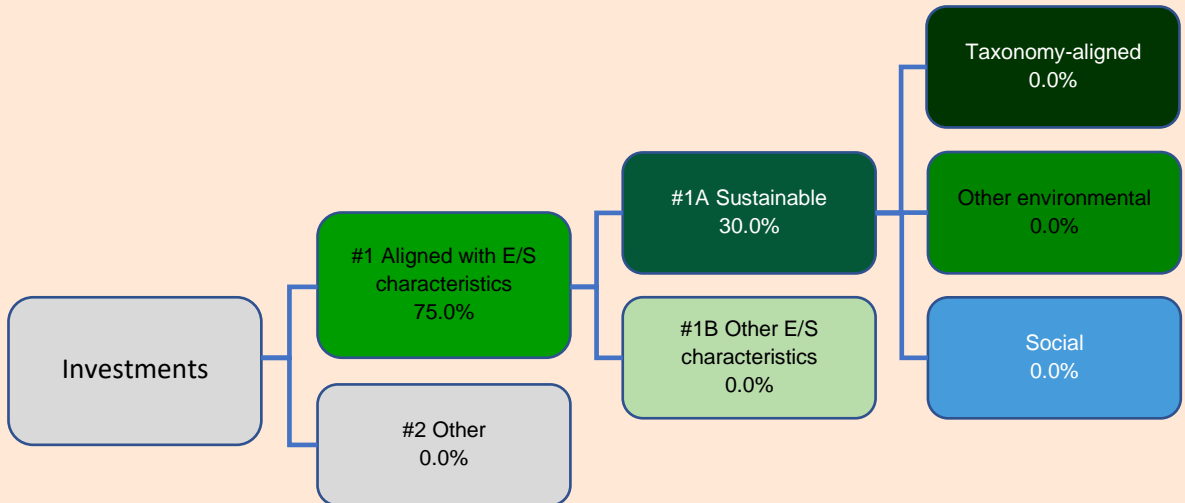 Investments
#1 Aligned with E/S
characteristics
75.0%
#2 Other
0.0%
#1A Sustainable
30.0%
#1B Other E/S
characteristics
0.0%
Taxonomy-aligned
0.0%
Other environmental
0.0%
Social
0.0%